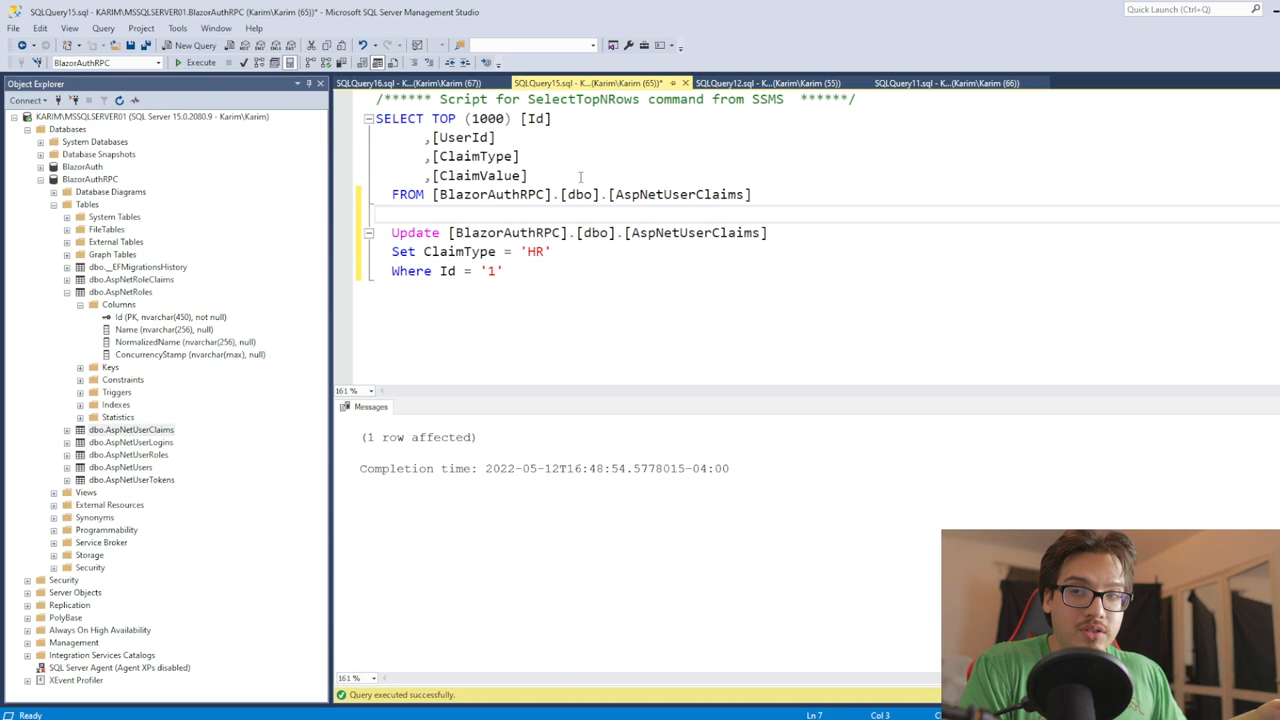 SQLQuery15.sql - KARIM\MSSQLSERVER01.BlazorAuthRPC (Karim\Karim (65))* - Microsoft SQL Server Management Studio
Quick Launch (Ctrl+Q)
File Edit View Query Project Tools Window Help
New Query
BlazorAuthRPC
Execute
Object Explorer
Connect
KARIM\MSSQLSERVER01 (SQL Server 15.0.2080.9 - Karim\Karim)
Databases
System Databases
Database Snapshots
BlazorAuth
BlazorAuthRPC
Database Diagrams
Tables
System Tables
FileTables
External Tables
Graph Tables
dbo.__EFMigrationsHistory
dbo.AspNetRoleClaims
dbo.AspNetRoles
Columns
Id (PK, nvarchar(450), not null)
Name (nvarchar(256), null)
NormalizedName (nvarchar(256), null)
ConcurrencyStamp (nvarchar(max), null)
Keys
Constraints
Triggers
Indexes
Statistics
dbo.AspNetUserClaims
dbo.AspNetUserLogins
dbo.AspNetUserRoles
dbo.AspNetUsers
dbo.AspNetUserTokens
Views
External Resources
Synonyms
Programmability
Service Broker
Storage
Security
Security
Server Objects
Replication
PolyBase
Always On High Availability
Management
Integration Services Catalogs
SQL Server Agent (Agent XPs disabled)
XEvent Profiler
SQLQuery16.sql - K...(Karim\Karim (67)) SQLQuery15.sql - K...(Karim\Karim (65))* SQLQuery12.sql - K...(Karim\Karim (55)) SQLQuery11.sql - K...(Karim\Karim (66))
/****** Script for SelectTopNRows command from SSMS ******/
SELECT TOP (1000) [Id]
,[UserId]
,[ClaimType]
,[ClaimValue]
FROM [BlazorAuthRPC].[dbo].[AspNetUserClaims]
Update [BlazorAuthRPC].[dbo].[AspNetUserClaims]
Set ClaimType = 'HR'
Where Id = '1'
161 %
Messages
(1 row affected)
Completion time: 2022-05-12T16:48:54.5778015-04:00
161 %
Query executed successfully.
Ready Ln 7 Col 3 C